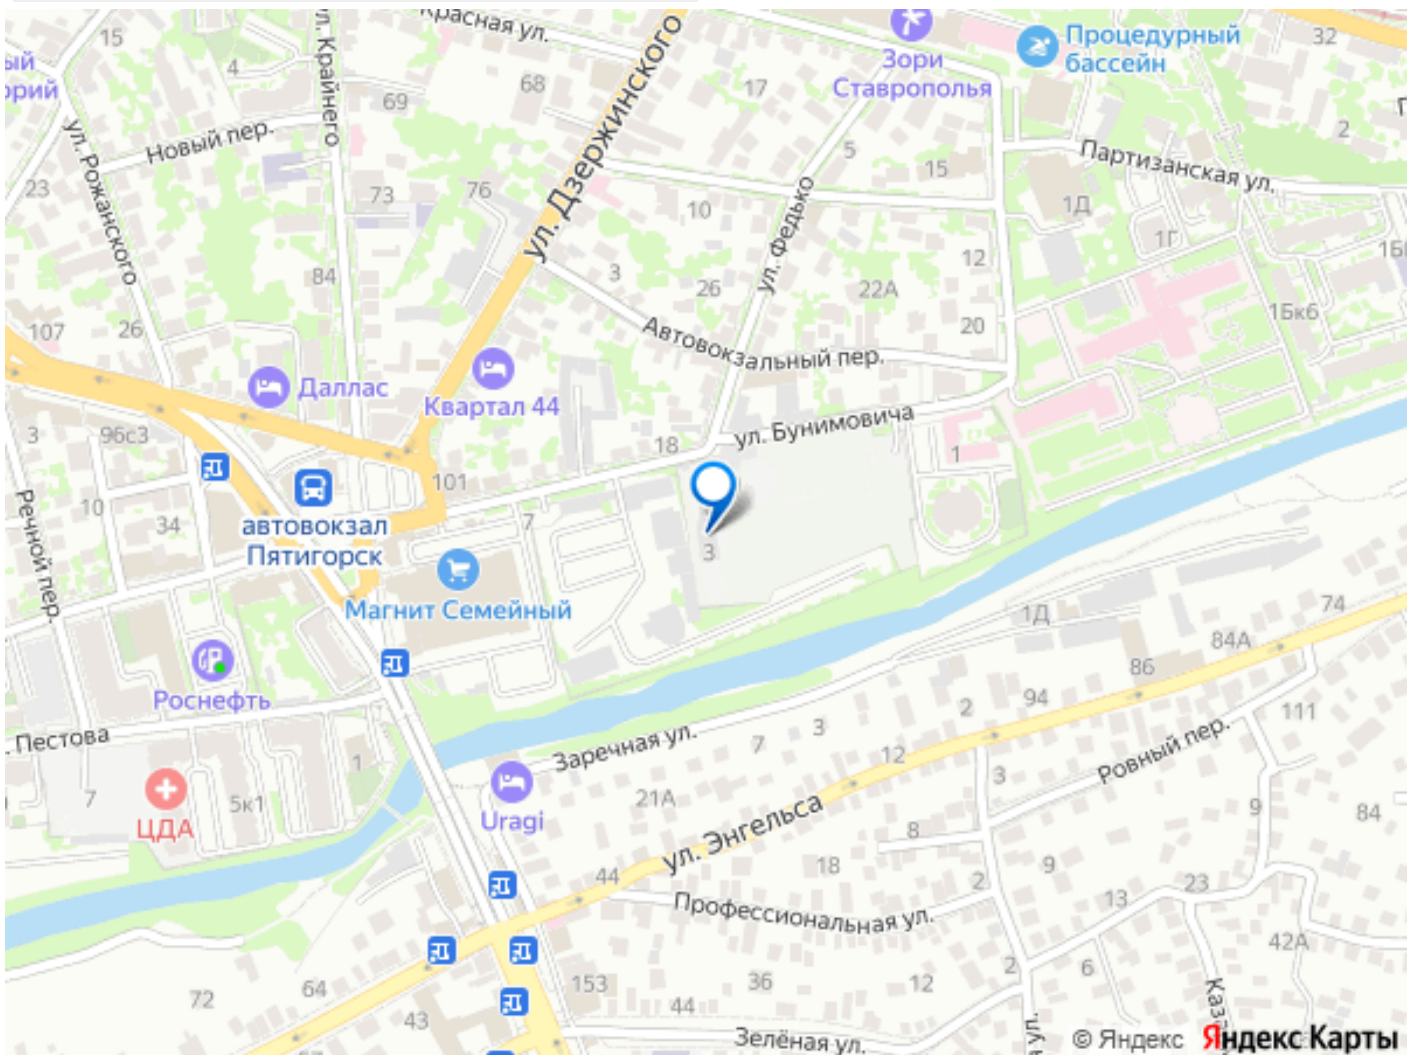 Красная ул.
Процедурный
бассейн
32
15
Зори
Ставрополья
ул. Крайнего
4
69
68
17
ул. Дзержинского
2
ул. Рожанского
Новый пер.
5
15
Партизанская ул.
23
73
76
10
ул. Федько
1Д
1Г
84
3
26
22А
12
1Бк6
107
26
20
Автовокзальный пер.
Даллас
Квартал 44
ул. Бунимовича
3
96с3
18
1
101
10
34
7
автовокзал
Пятигорск
3
Речной пер.
Магнит Семейный
1Д
74
84А
86
Роснефть
94
2
111
. Пестова
Заречная ул.
3
7
12
Ровный пер.
1
3
7
5к1
21А
9
84
ЦДА
Uragi
ул. Энгельса
8
44
18
2
9
13
23
Профессиональная ул.
42А
72
64
153
36
12
2
6
43
44
Зелёная ул.
© Яндекс
Яндекс Карты